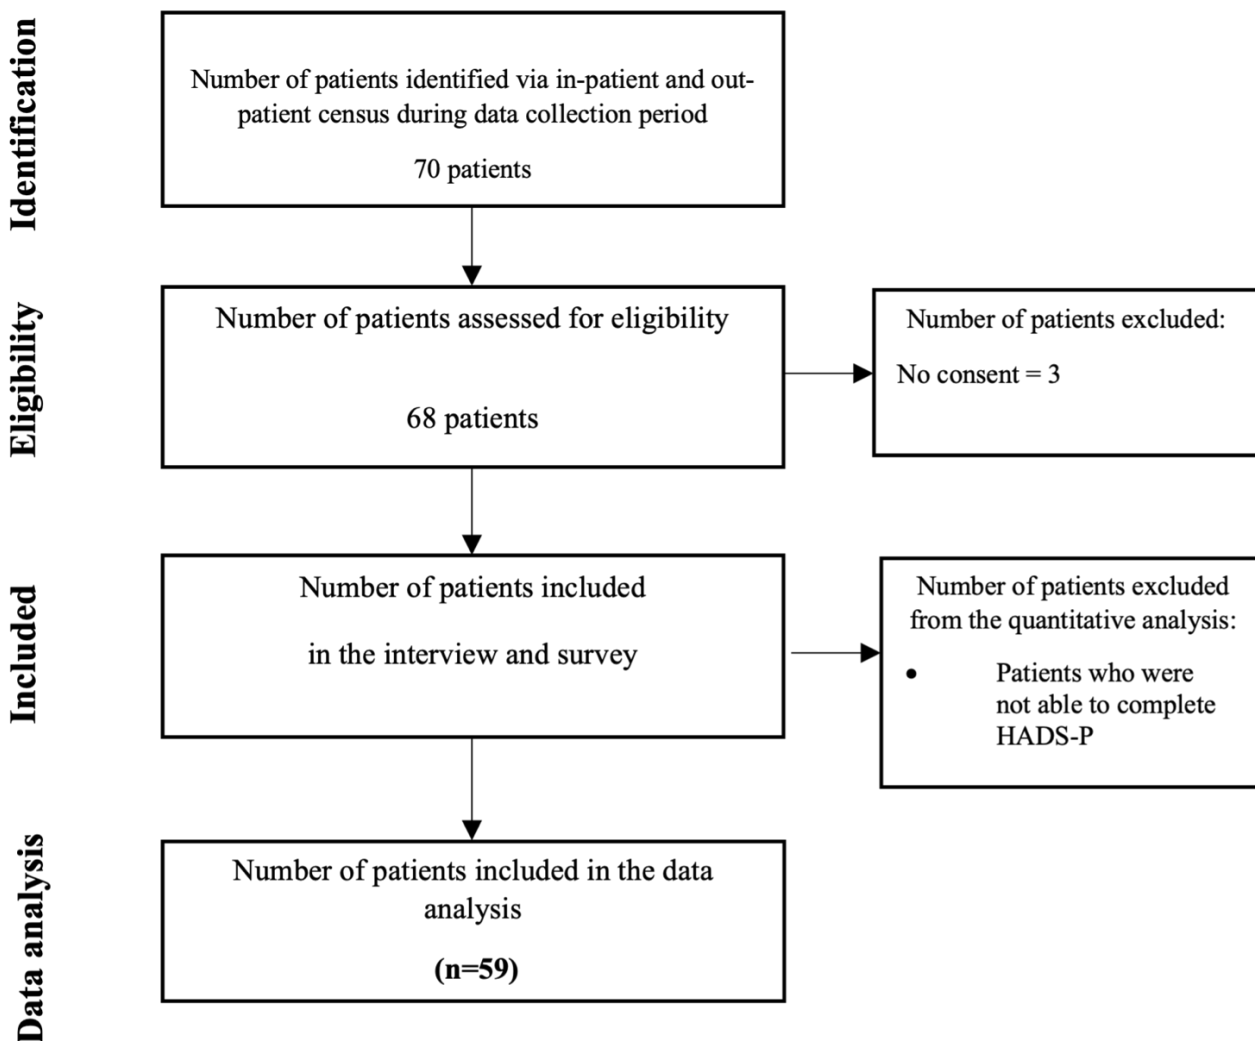 Identification
Number of patients identified via in-patient and out-
patient census during data collection period
70 patients
Eligibility
Number of patients assessed for eligibility
68 patients
Number of patients excluded:
No consent = 3
Included
Number of patients included
in the interview and survey
Number of patients excluded
from the quantitative analysis:
• Patients who were
not able to complete
HADS-P
Data analysis
Number of patients included in the data
analysis
(n=59)